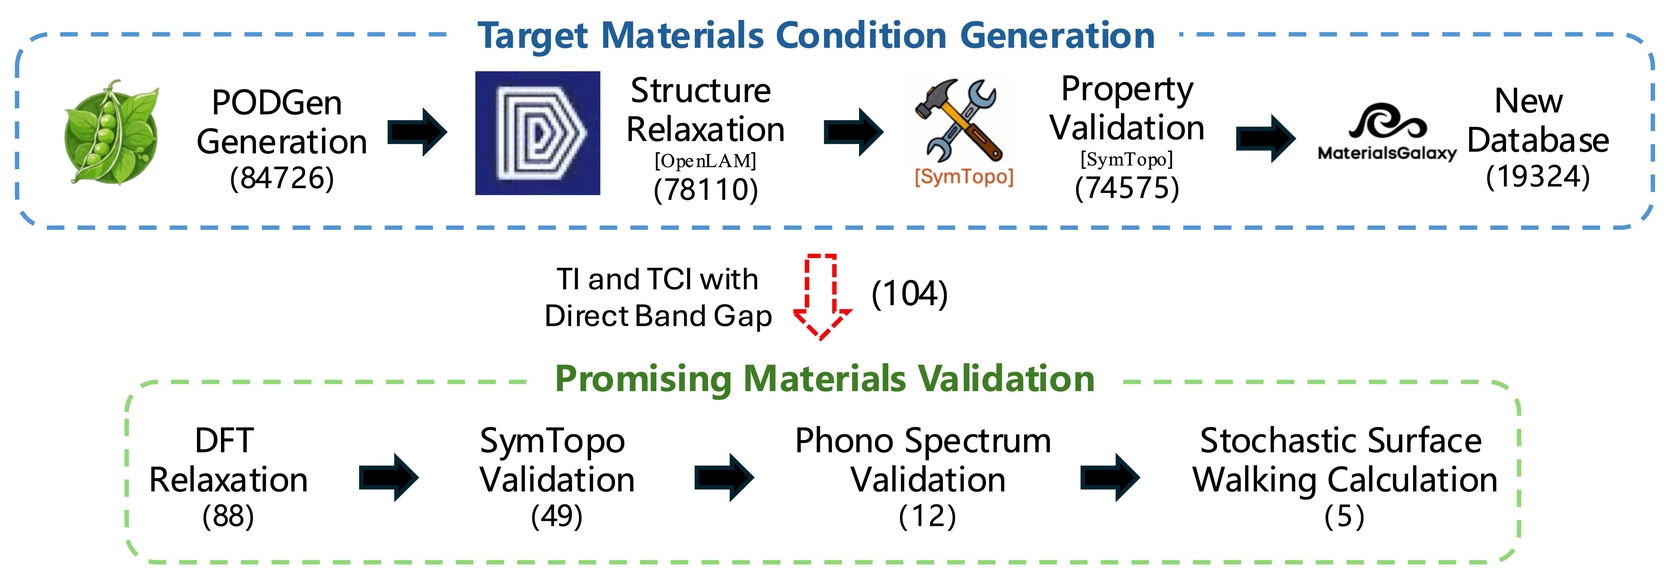 Target Materials Condition Generation
PODGen
Generation
(84726)
Structure
Relaxation
[OpenLAM]
(78110)
[SymTopo]
Property
Validation
[SymTopo]
(74575)
MaterialsGalaxy
New
Database
(19324)
TI and TCI with
Direct Band Gap
(104)
Promising Materials Validation
DFT
Relaxation
(88)
SymTopo
Validation
(49)
Phono Spectrum
Validation
(12)
Stochastic Surface
Walking Calculation
(5)